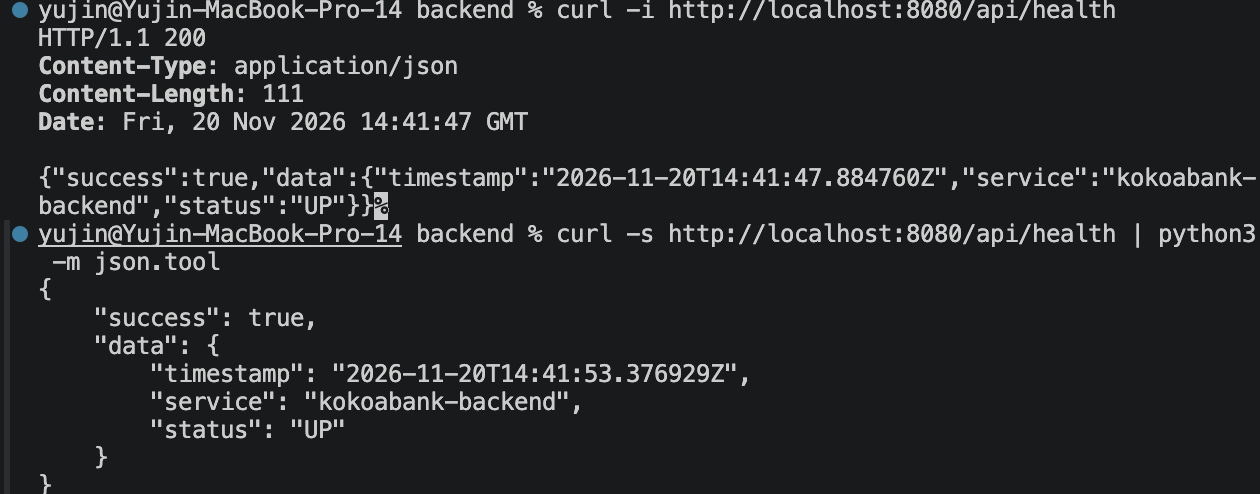 yujin@Yujin-MacBook-Pro-14 backend % curl -i http://localhost:8080/api/health
HTTP/1.1 200
Content-Type: application/json
Content-Length: 111
Date: Fri, 20 Nov 2026 14:41:47 GMT

{"success":true,"data":{"timestamp":"2026-11-20T14:41:47.884760Z","service":"kokoabank-
backend","status":"UP"}}%
yujin@Yujin-MacBook-Pro-14 backend % curl -s http://localhost:8080/api/health | python3
 -m json.tool
{
    "success": true,
    "data": {
        "timestamp": "2026-11-20T14:41:53.376929Z",
        "service": "kokoabank-backend",
        "status": "UP"
    }
}